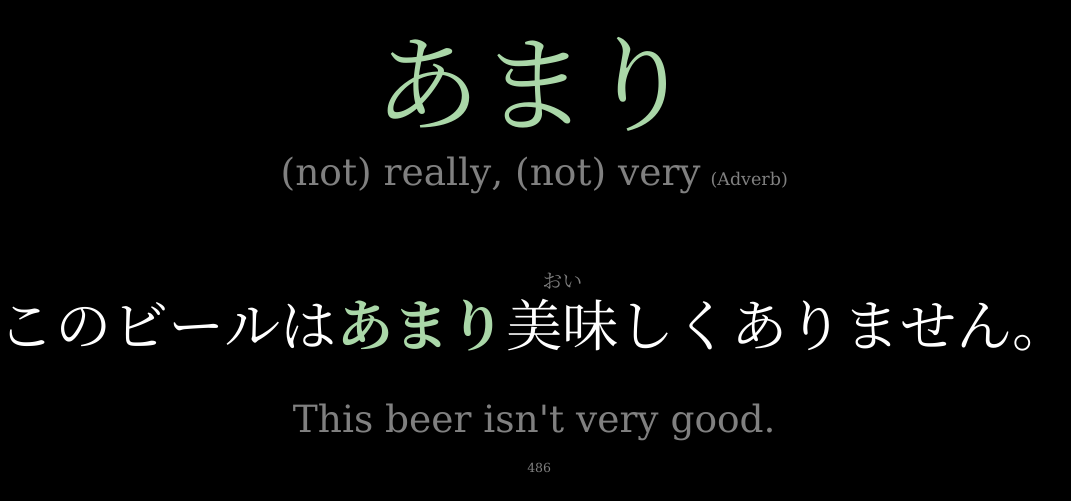 あまり
(not) really, (not) very (Adverb)
おい
このビールはあまり美味しくありません。
This beer isn't very good.
486